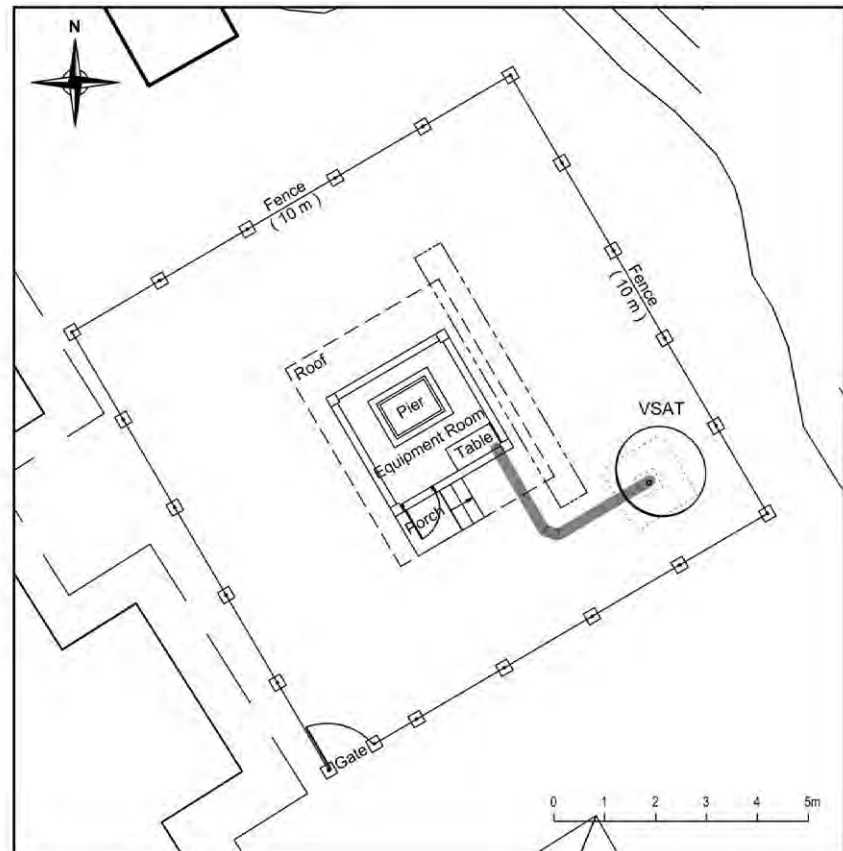 N
Fence
( 10 m )
Fence
( 10 m )
Roof
Pier
Equipment Room
Table
VSAT
Porch
Gate
0 1 2 3 4 5m